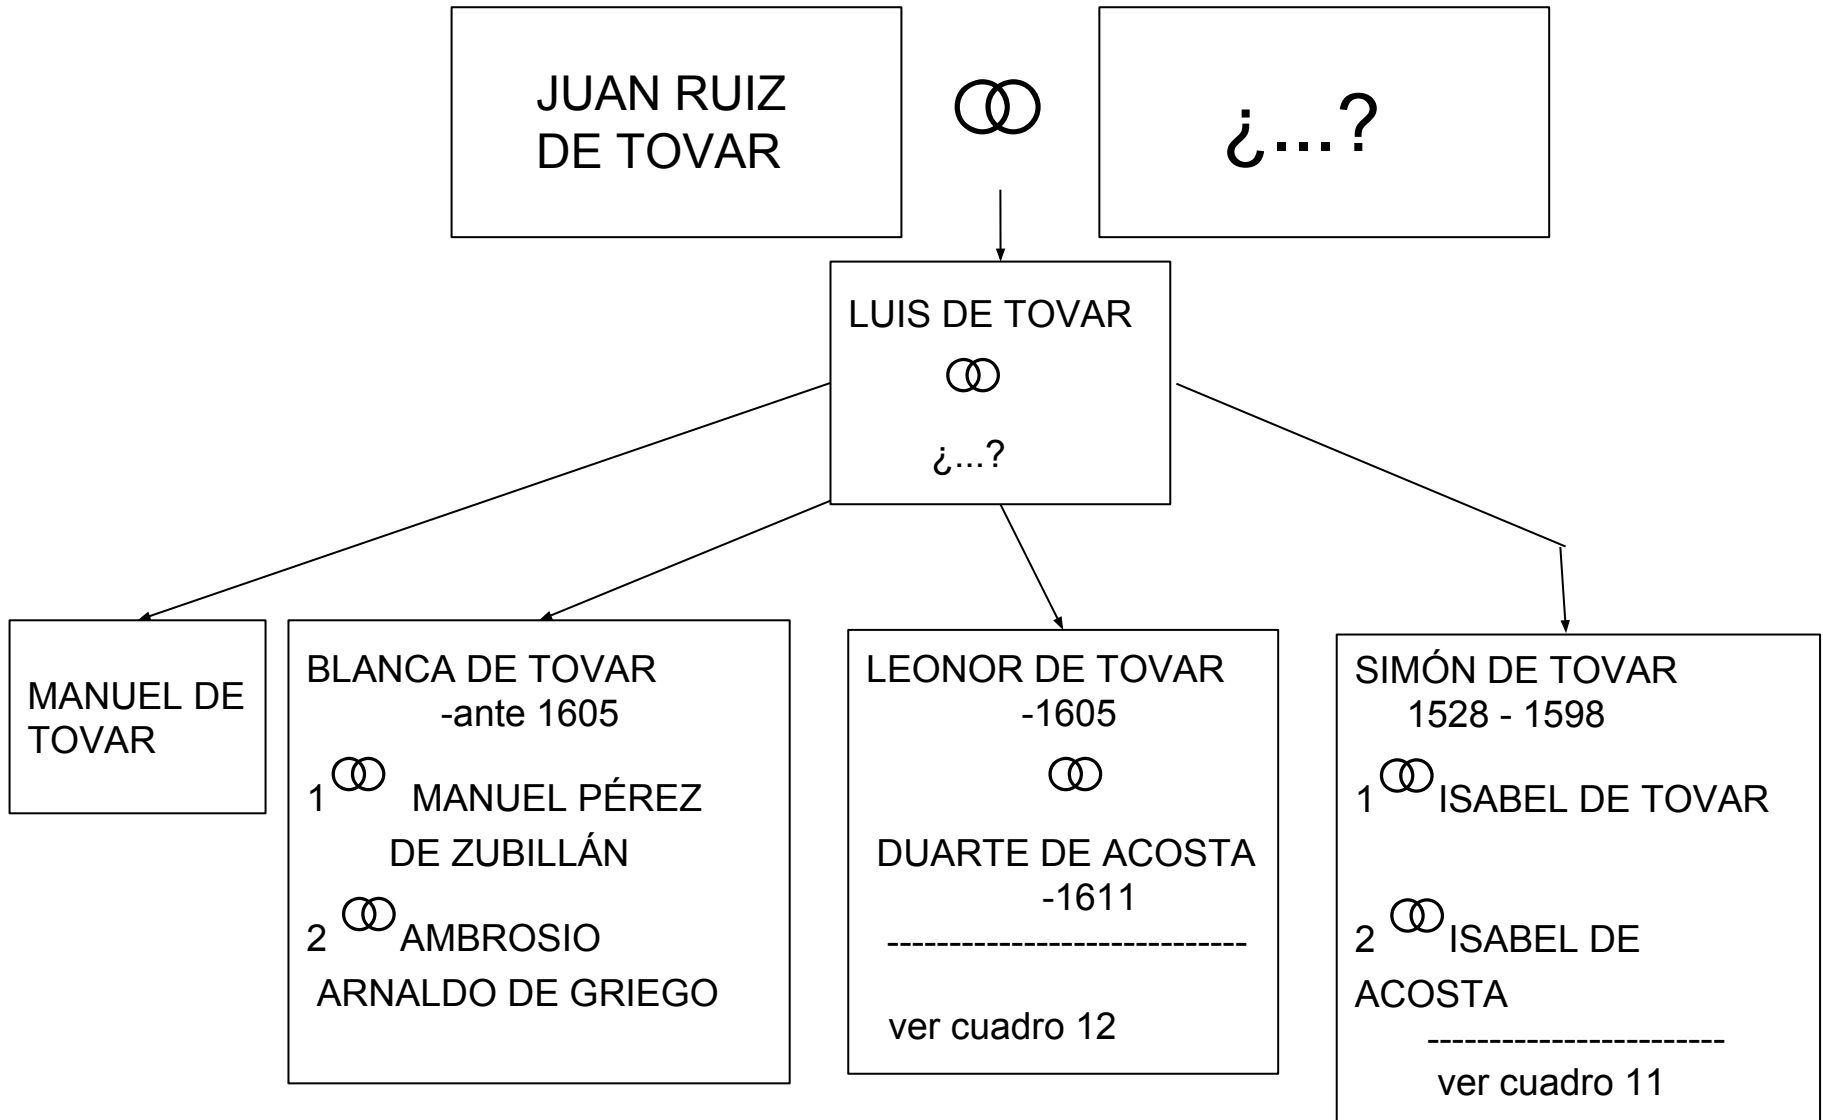 JUAN RUIZ
DE TOVAR
¿...?
LUIS DE TOVAR
¿...?
MANUEL DE
TOVAR
BLANCA DE TOVAR
-ante 1605
1 MANUEL PÉREZ
DE ZUBILLÁN
2 AMBROSIO
ARNALDO DE GRIEGO
LEONOR DE TOVAR
-1605
DUARTE DE ACOSTA
-1611
-----------------------------
ver cuadro 12
SIMÓN DE TOVAR
1528 - 1598
1 ISABEL DE TOVAR
2 ISABEL DE
ACOSTA
------------------------
ver cuadro 11